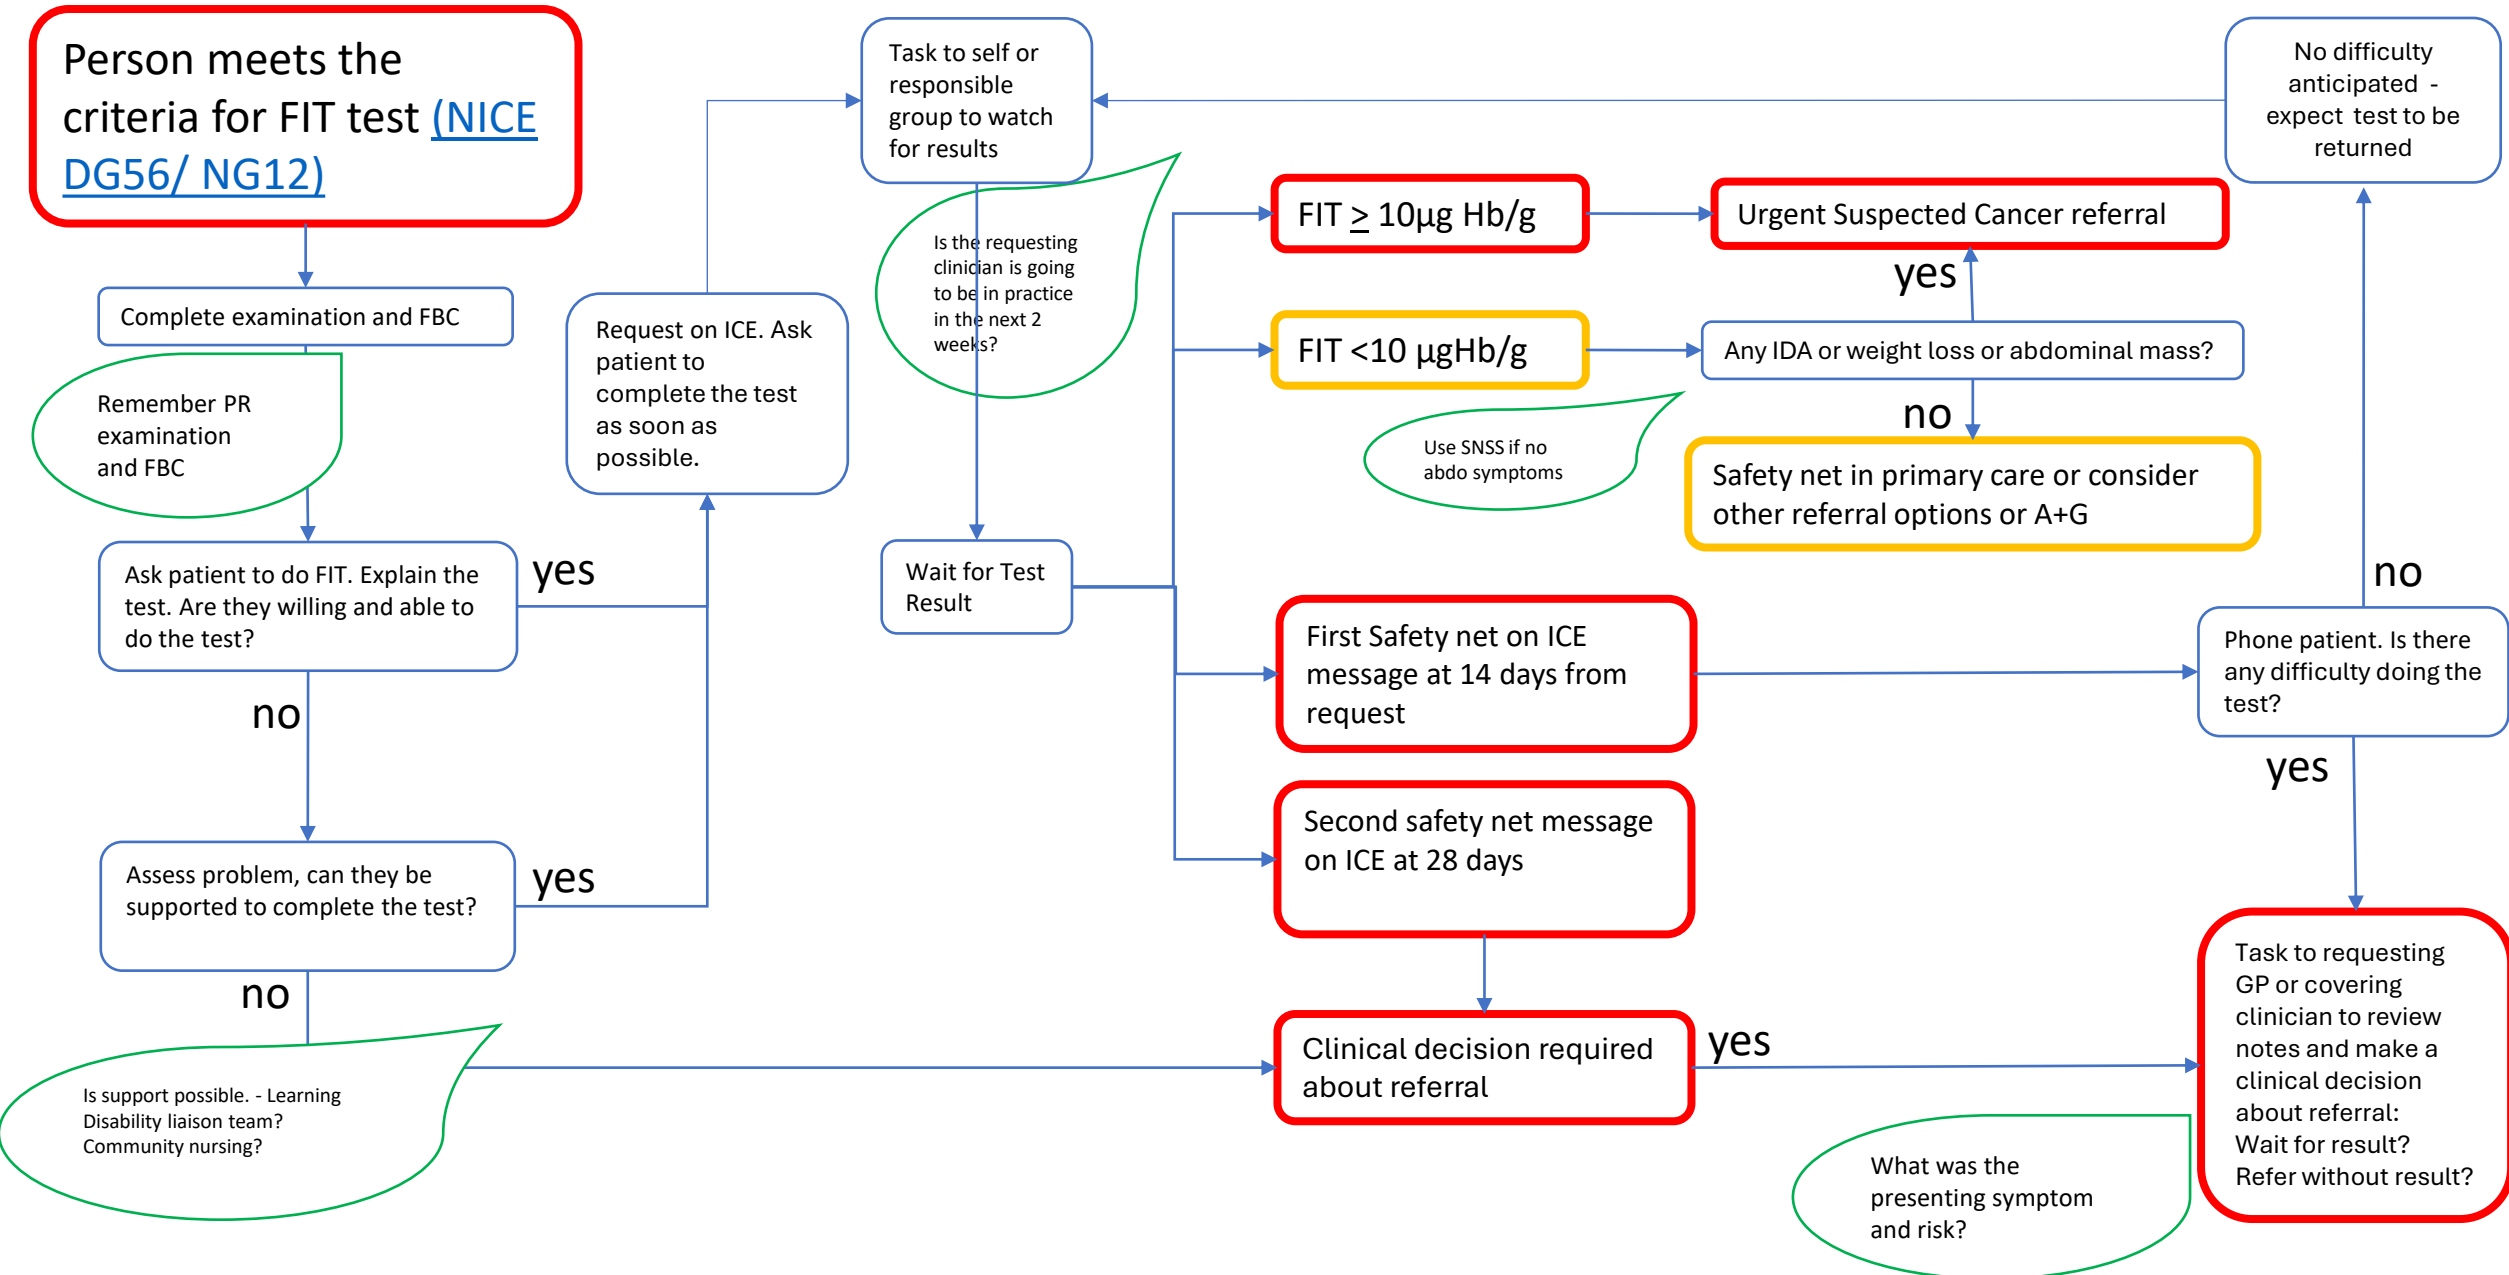 Person meets the
criteria for FIT test (NICE
DG56/ NG12)
Complete examination and FBC
Remember PR
examination
and FBC
Ask patient to do FIT. Explain the
test. Are they willing and able to
do the test?
yes
no
Assess problem, can they be
supported to complete the test?
yes
no
Is support possible. - Learning
Disability liaison team?
Community nursing?
Request on ICE. Ask
patient to
complete the test
as soon as
possible.
Task to self or
responsible
group to watch
for results
Is the requesting
clinician is going
to be in practice
in the next 2
weeks?
Wait for Test
Result
FIT ≥ 10µg Hb/g
Urgent Suspected Cancer referral
yes
FIT <10 µgHb/g
Any IDA or weight loss or abdominal mass?
no
Use SNSS if no
abdo symptoms
Safety net in primary care or consider
other referral options or A+G
First Safety net on ICE
message at 14 days from
request
Second safety net message
on ICE at 28 days
Clinical decision required
about referral
yes
What was the
presenting symptom
and risk?
No difficulty
anticipated -
expect test to be
returned
no
Phone patient. Is there
any difficulty doing the
test?
yes
Task to requesting
GP or covering
clinician to review
notes and make a
clinical decision
about referral:
Wait for result?
Refer without result?